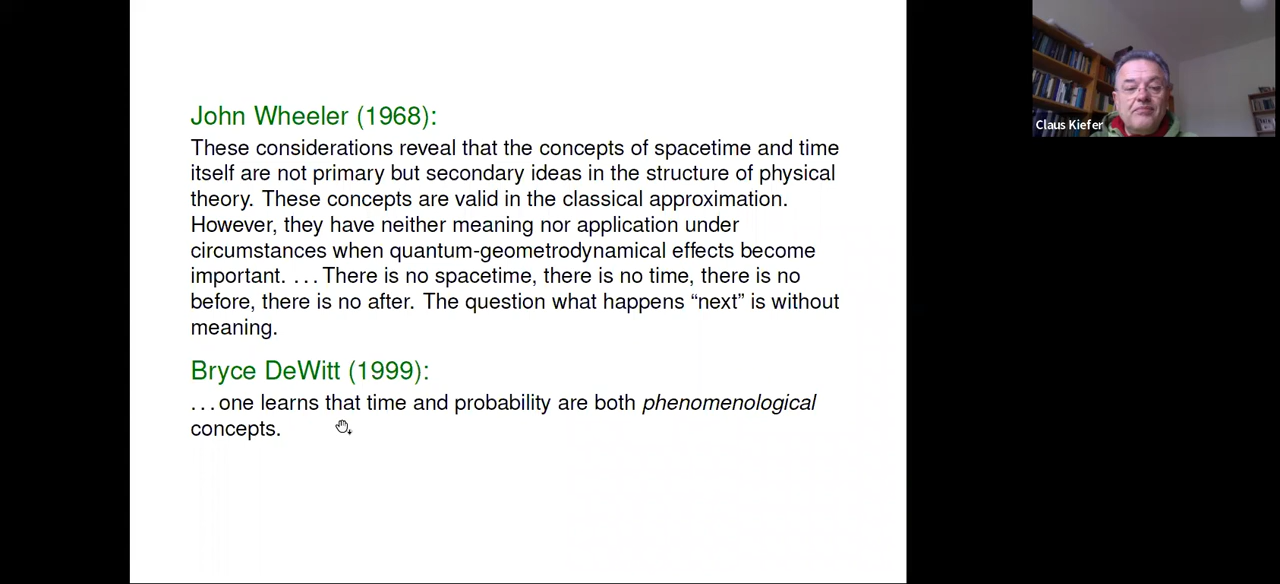 John Wheeler (1968):
These considerations reveal that the concepts of spacetime and time
itself are not primary but secondary ideas in the structure of physical
theory. These concepts are valid in the classical approximation.
However, they have neither meaning nor application under
circumstances when quantum-geometrodynamical effects become
important. ...There is no spacetime, there is no time, there is no
before, there is no after. The question what happens “next” is without
meaning.
Bryce DeWitt (1999):
...one learns that time and probability are both phenomenological
concepts.
Claus Kiefer